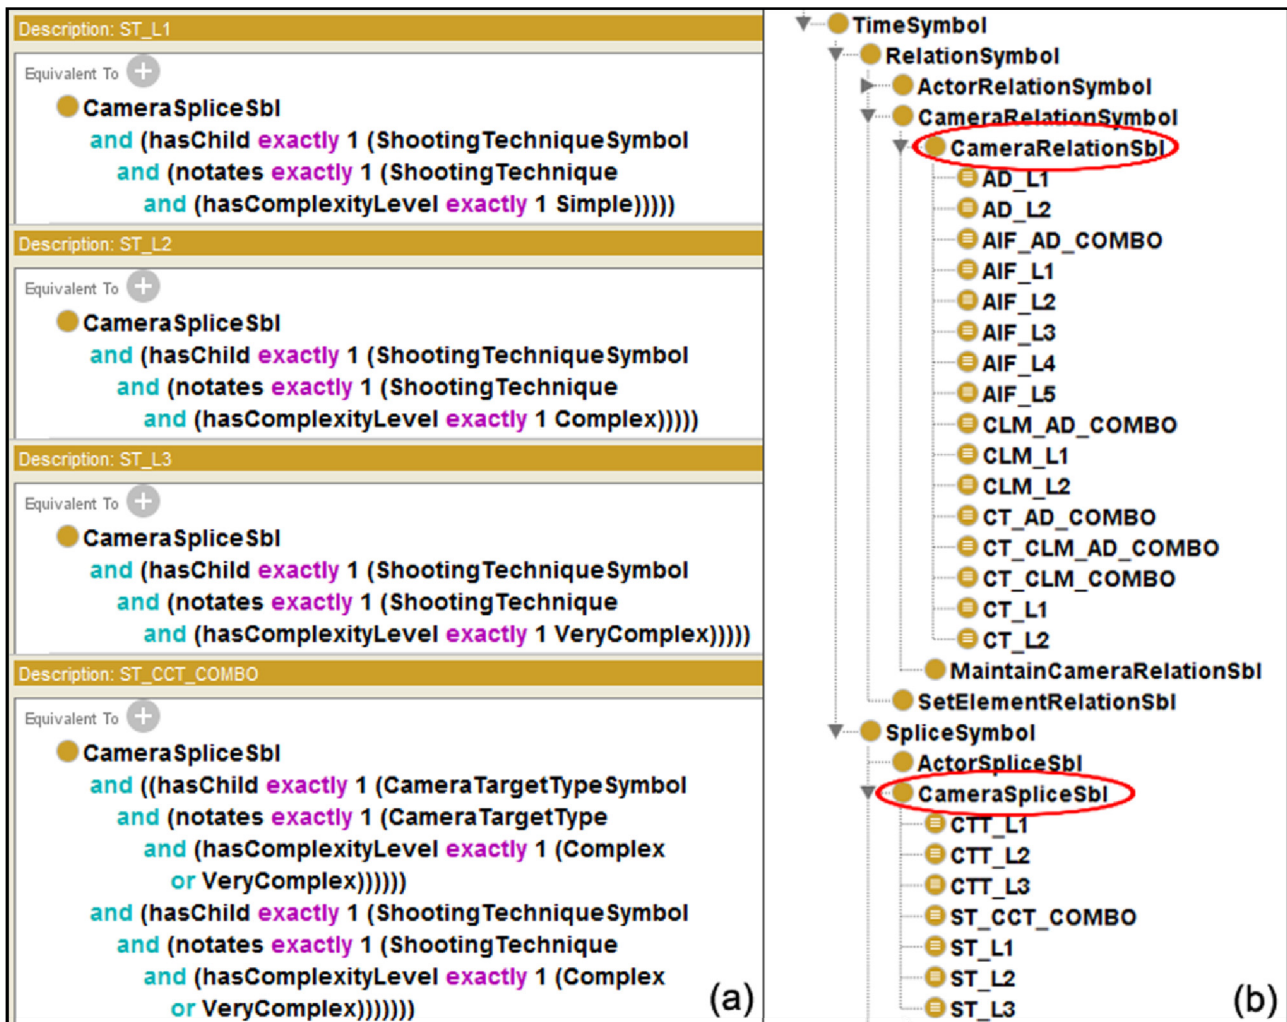 Description: ST_L1
Equivalent To
CameraSpliceSbl
and (hasChild exactly 1 (ShootingTechniqueSymbol
and (notates exactly 1 (ShootingTechnique
and (hasComplexityLevel exactly 1 Simple)))))
Description: ST_L2
Equivalent To
CameraSpliceSbl
and (hasChild exactly 1 (ShootingTechniqueSymbol
and (notates exactly 1 (ShootingTechnique
and (hasComplexityLevel exactly 1 Complex)))))
Description: ST_L3
Equivalent To
CameraSpliceSbl
and (hasChild exactly 1 (ShootingTechniqueSymbol
and (notates exactly 1 (ShootingTechnique
and (hasComplexityLevel exactly 1 VeryComplex)))))
Description: ST_CCT_COMBO
Equivalent To
CameraSpliceSbl
and ((hasChild exactly 1 (CameraTargetTypeSymbol
and (notates exactly 1 (CameraTargetType
and (hasComplexityLevel exactly 1 (Complex
or VeryComplex))))))
and (hasChild exactly 1 (ShootingTechniqueSymbol
and (notates exactly 1 (ShootingTechnique
and (hasComplexityLevel exactly 1 (Complex
or VeryComplex)))))))
(a)
TimeSymbol
RelationSymbol
ActorRelationSymbol
CameraRelationSymbol
CameraRelationSbl
AD_L1
AD_L2
AIF_AD_COMBO
AIF_L1
AIF_L2
AIF_L3
AIF_L4
AIF_L5
CLM_AD_COMBO
CLM_L1
CLM_L2
CT_AD_COMBO
CT_CLM_AD_COMBO
CT_CLM_COMBO
CT_L1
CT_L2
MaintainCameraRelationSbl
SetElementRelationSbl
SpliceSymbol
ActorSpliceSbl
CameraSpliceSbl
CTT_L1
CTT_L2
CTT_L3
ST_CCT_COMBO
ST_L1
ST_L2
ST_L3
(b)